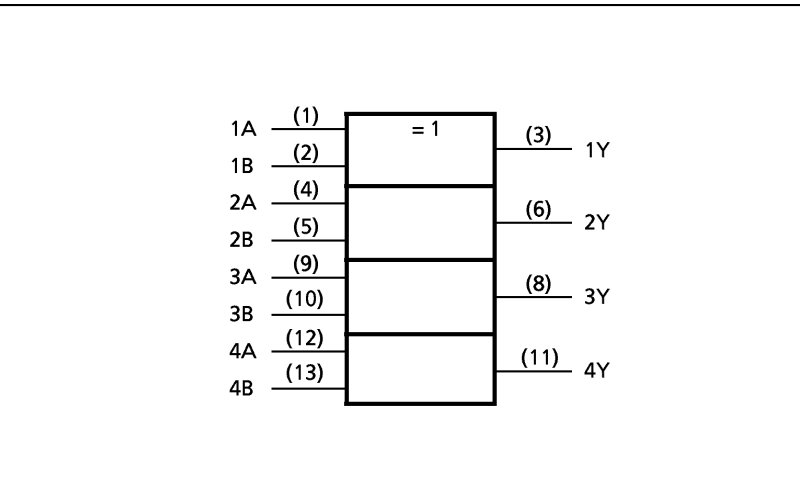 1A (1) = 1 (3) 1Y
1B (2)
2A (4) (6) 2Y
2B (5)
3A (9) (8) 3Y
3B (10)
4A (12) (11) 4Y
4B (13)